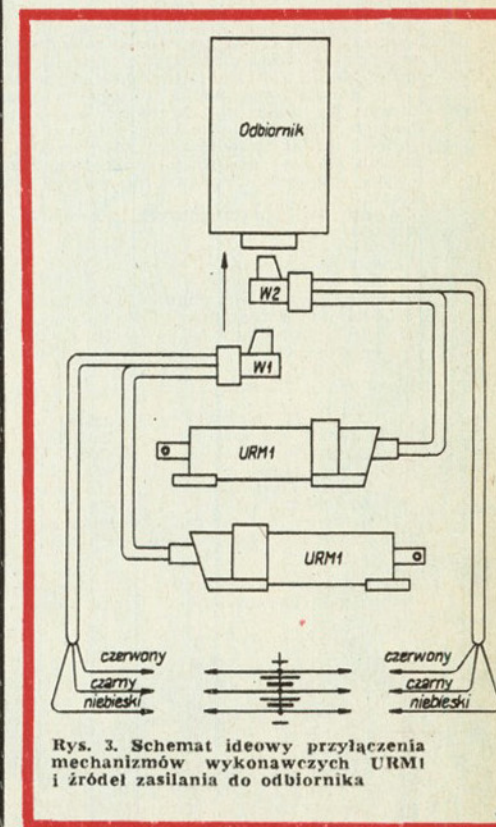 Odbiornik
W2
W1
URM1
URM1
czerwony
czarny
niebieski
+
−
czerwony
czarny
niebieski
Rys. 3. Schemat ideowy przyłączenia
mechanizmów wykonawczych URM1
i źródeł zasilania do odbiornika